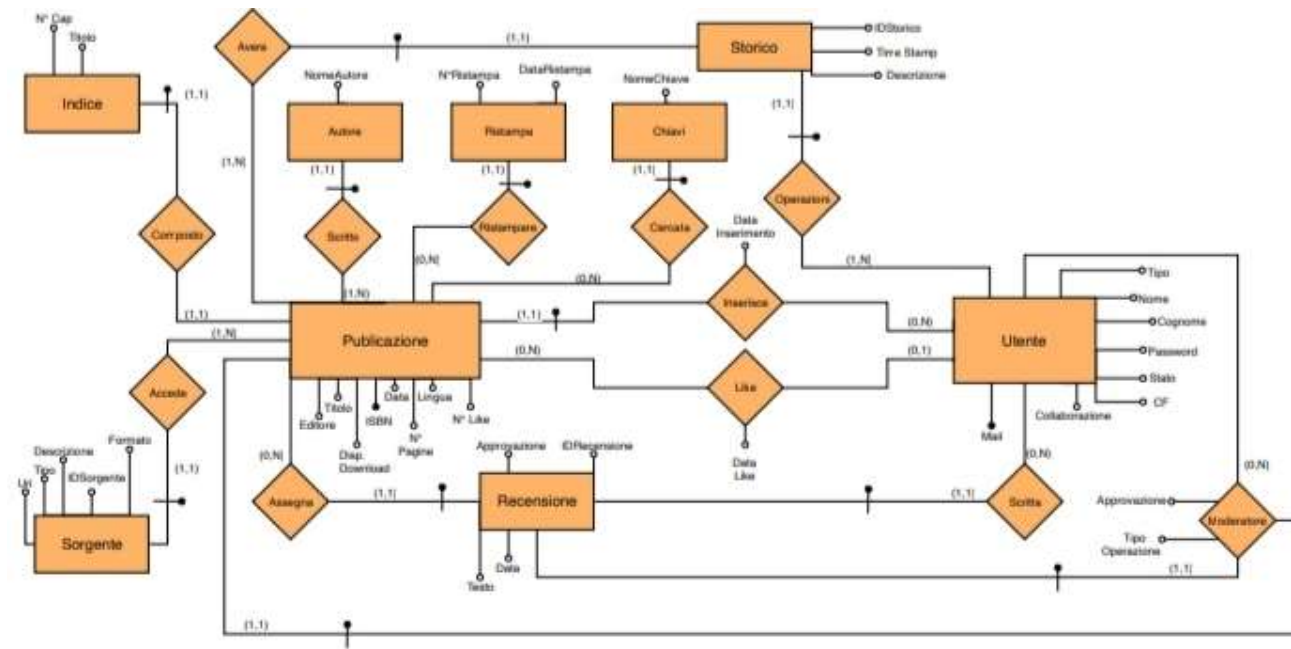 N° Cap
Titolo
(1,1)
Indice
Avere
(1,1)
Storico
IDStorico
Time Stamp
Descrizione
NomeAutore
N°Ristampa
DataRistampa
NomeChiave
Autore
Ristampa
Chiavi
(1,N)
(1,1)
(1,1)
(1,1)
(1,1)
Composto
Scritto
Ristampare
Cercata
Operazioni
Data
Inserimento
(0,N)
(0,N)
(1,N)
(1,N)
(1,1)
(1,N)
Publicazione
(1,1)
Inserisce
(0,N)
Utente
Tipo
Nome
Cognome
Password
Stato
CF
Collaborazione
Mail
(0,N)
Like
(0,1)
Data
Like
Accede
Editore
Titolo
Disp.
Download
ISBN
Data
N°
Pagine
Lingua
N° Like
Uri
Tipo
Descrizione
IDSorgente
Formato
(1,1)
Sorgente
(0,N)
Assegna
(1,1)
Approvazione
IDRecensione
Recensione
Testo
Data
(1,1)
(0,N)
Scritta
(0,N)
Approvazione
Tipo
Operazione
Moderatore
(1,1)
(1,1)